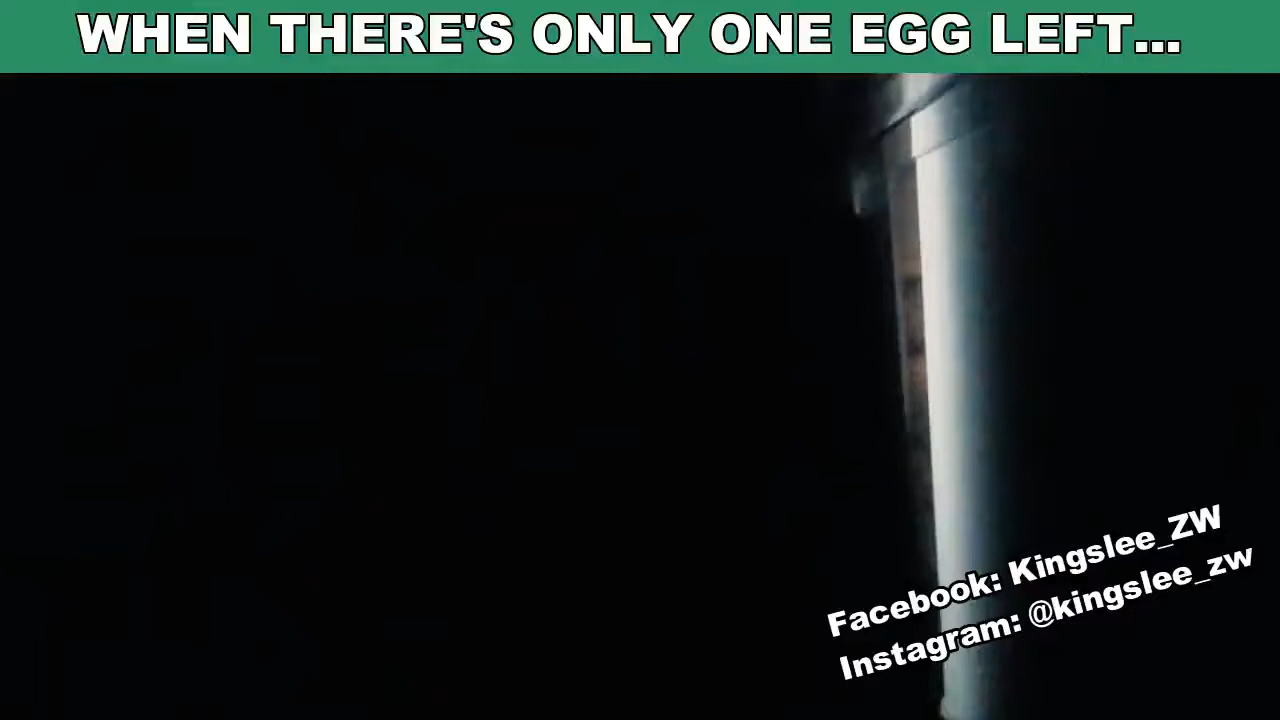 WHEN THERE'S ONLY ONE EGG LEFT...
Facebook: Kingslee_ZW
Instagram: @kingslee_zw